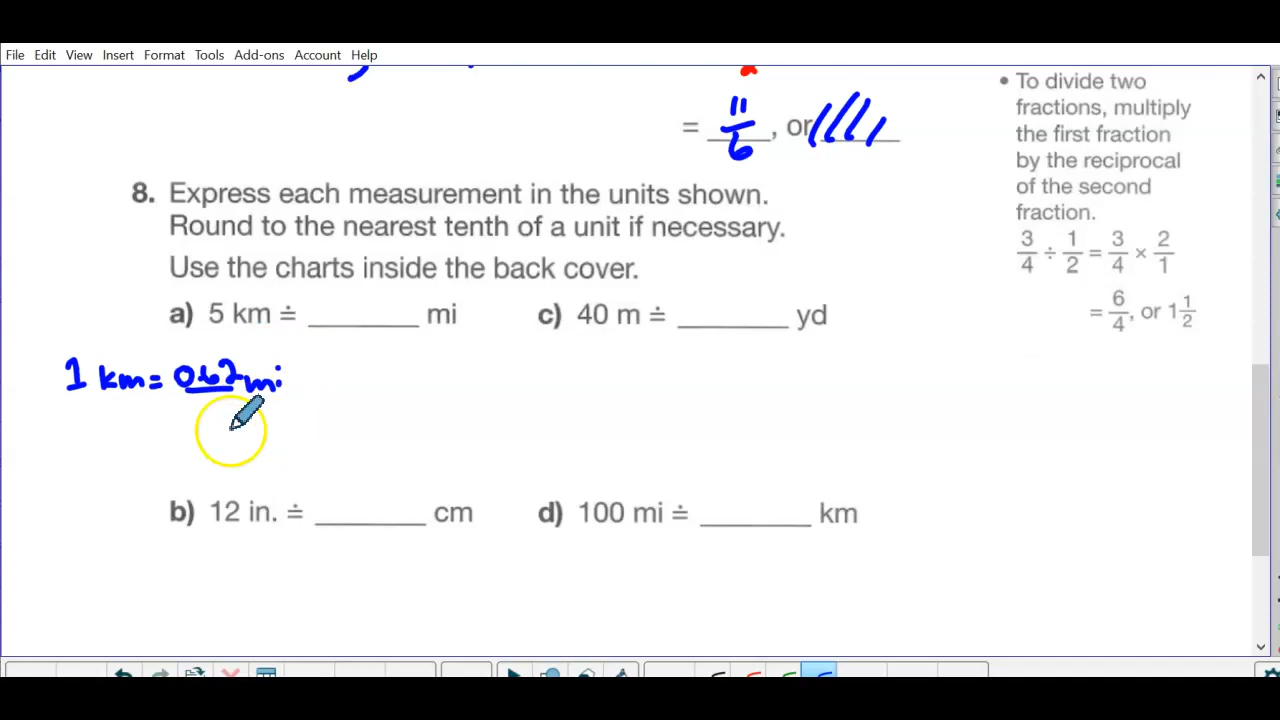 File Edit View Insert Format Tools Add-ons Account Help
= 11/6, or
8. Express each measurement in the units shown.
Round to the nearest tenth of a unit if necessary.
Use the charts inside the back cover.
a) 5 km ≐ ______ mi
c) 40 m ≐ ______ yd
1 km = 0.62 mi
b) 12 in. ≐ ______ cm
d) 100 mi ≐ ______ km
• To divide two
fractions, multiply
the first fraction
by the reciprocal
of the second
fraction.
3/4 ÷ 1/2 = 3/4 × 2/1
= 6/4, or 1 1/2